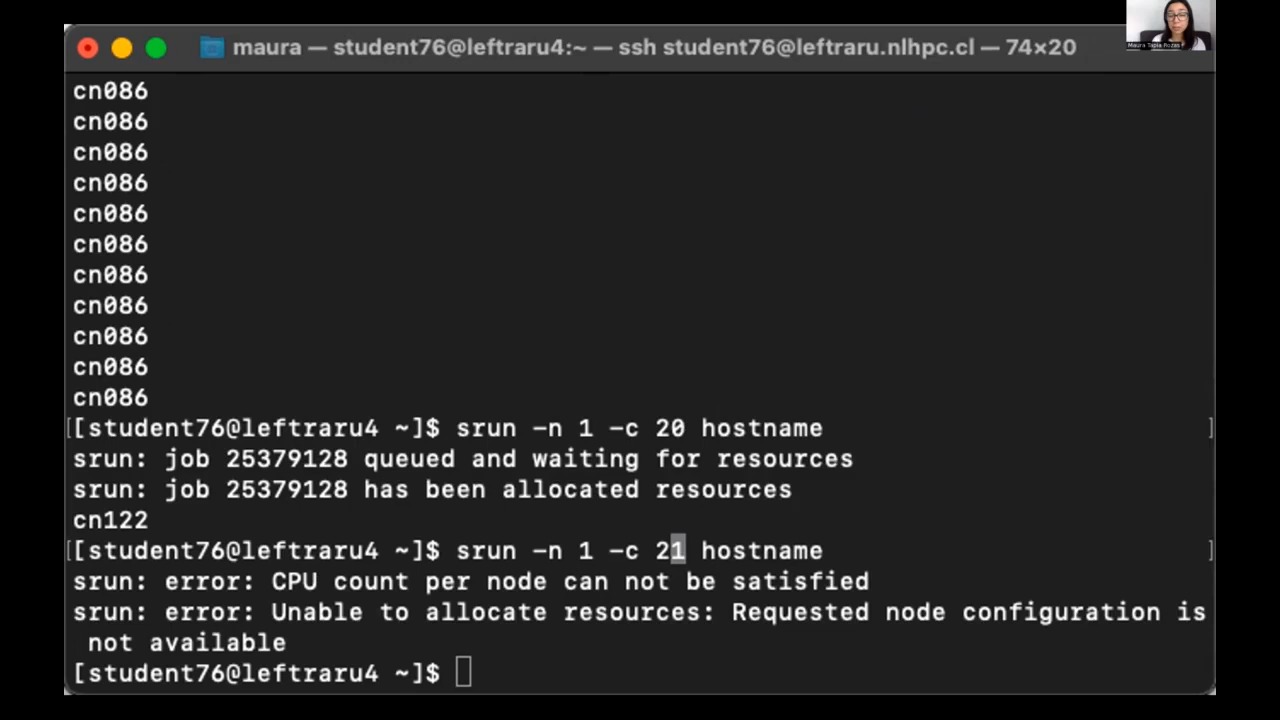 maura — student76@leftraru4:~ — ssh student76@leftraru.nlhpc.cl — 74×20
Maura Tapia Rozas
cn086
cn086
cn086
cn086
cn086
cn086
cn086
cn086
cn086
cn086
cn086
[[student76@leftraru4 ~]$ srun -n 1 -c 20 hostname ]
srun: job 25379128 queued and waiting for resources
srun: job 25379128 has been allocated resources
cn122
[[student76@leftraru4 ~]$ srun -n 1 -c 21 hostname ]
srun: error: CPU count per node can not be satisfied
srun: error: Unable to allocate resources: Requested node configuration is
not available
[student76@leftraru4 ~]$